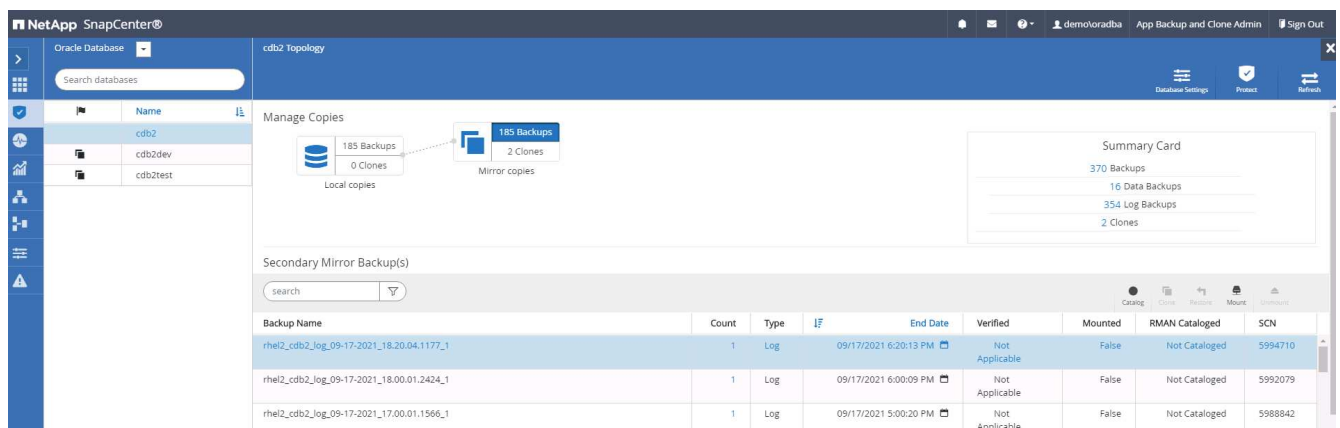 NetApp SnapCenter®
demo\oradba App Backup and Clone Admin Sign Out
Oracle Database
cdb2 Topology
Search databases
Database Settings Protect Refresh
Name
cdb2
cdb2dev
cdb2test
Manage Copies
185 Backups
0 Clones
Local copies
185 Backups
2 Clones
Mirror copies
Summary Card
370 Backups
16 Data Backups
354 Log Backups
2 Clones
Secondary Mirror Backup(s)
search
Catalog Clone Restore Mount Unmount
Backup Name Count Type End Date Verified Mounted RMAN Cataloged SCN
rhel2_cdb2_log_09-17-2021_18.20.04.1177_1 1 Log 09/17/2021 6:20:13 PM Not Applicable False Not Cataloged 5994710
rhel2_cdb2_log_09-17-2021_18.00.01.2424_1 1 Log 09/17/2021 6:00:09 PM Not Applicable False Not Cataloged 5992079
rhel2_cdb2_log_09-17-2021_17.00.01.1566_1 1 Log 09/17/2021 5:00:20 PM Not Applicable False Not Cataloged 5988842